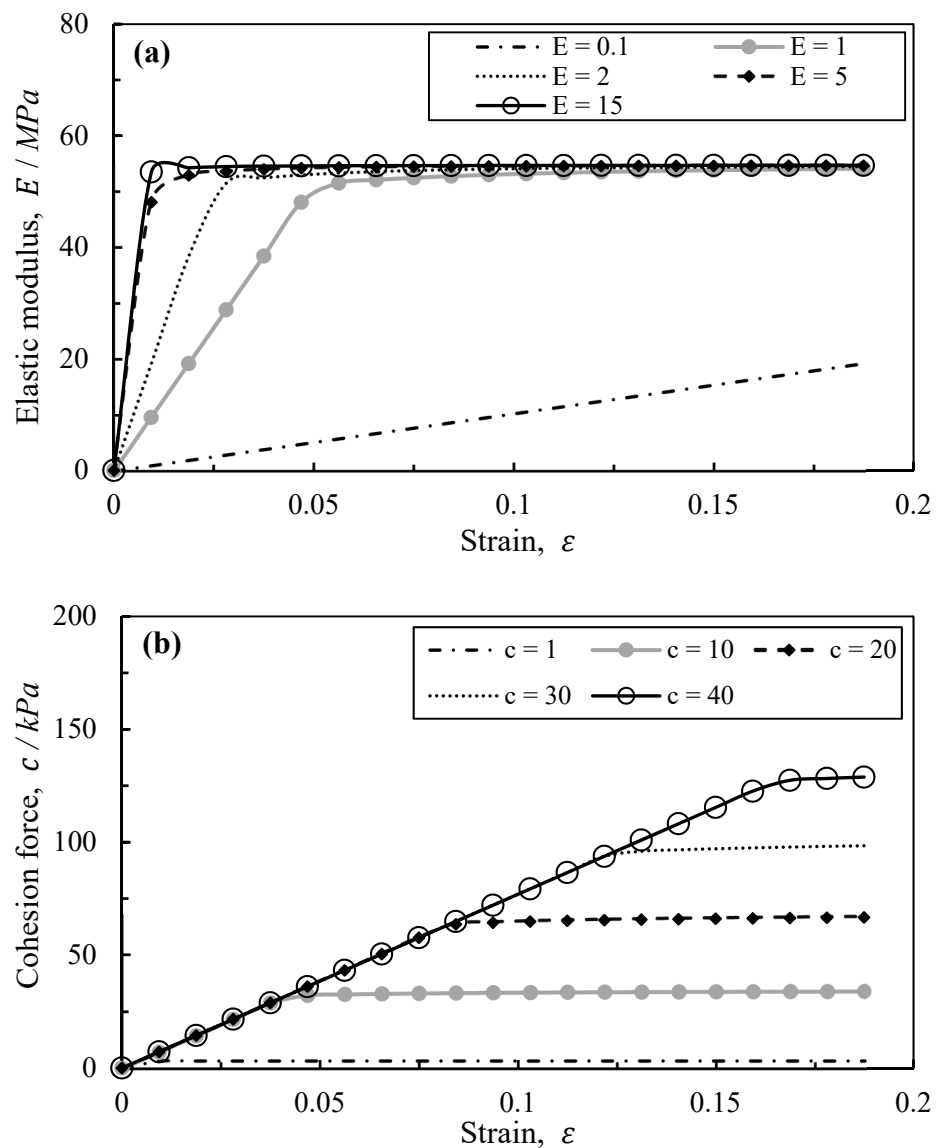 80
(a)
E = 0.1
E = 1
E = 2
E = 5
E = 15
60
40
20
0
Elastic modulus, E / MPa
0
0.05
0.1
0.15
0.2
Strain, ε
200
(b)
c = 1
c = 10
c = 20
c = 30
c = 40
150
100
50
0
Cohesion force, c / kPa
0
0.05
0.1
0.15
0.2
Strain, ε